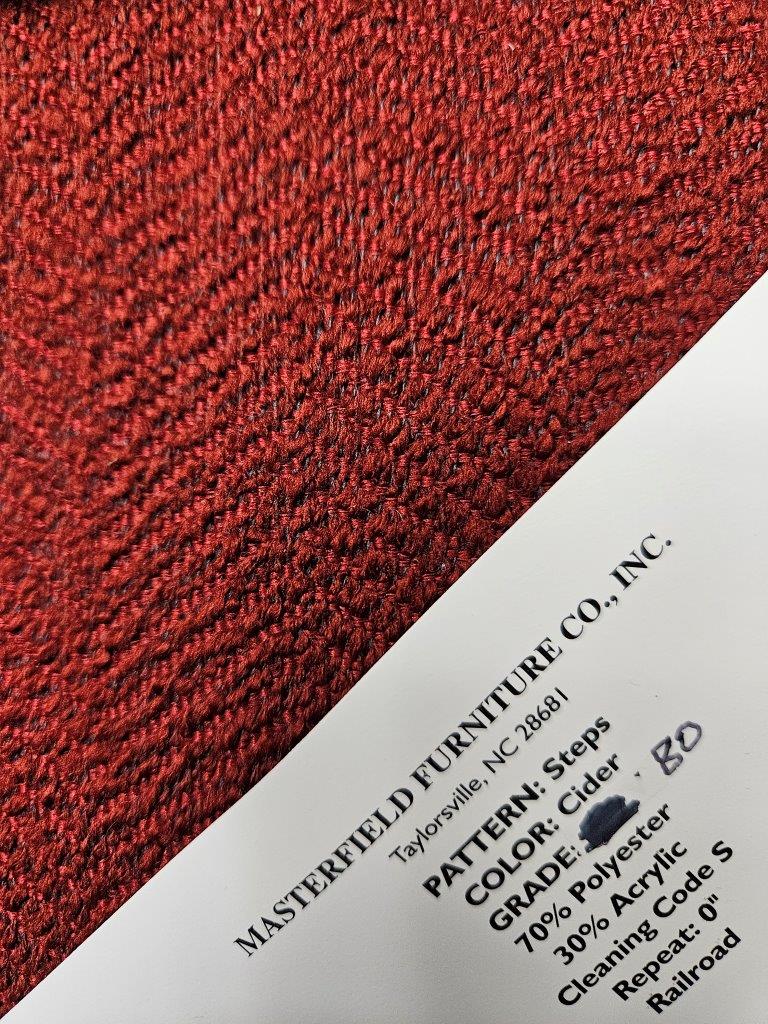 MASTERFIELD FURNITURE CO., INC.
Taylorsville, NC 28681
PATTERN: Steps
COLOR: Cider
GRADE: 80
70% Polyester
30% Acrylic
Cleaning Code S
Repeat: 0"
Railroad